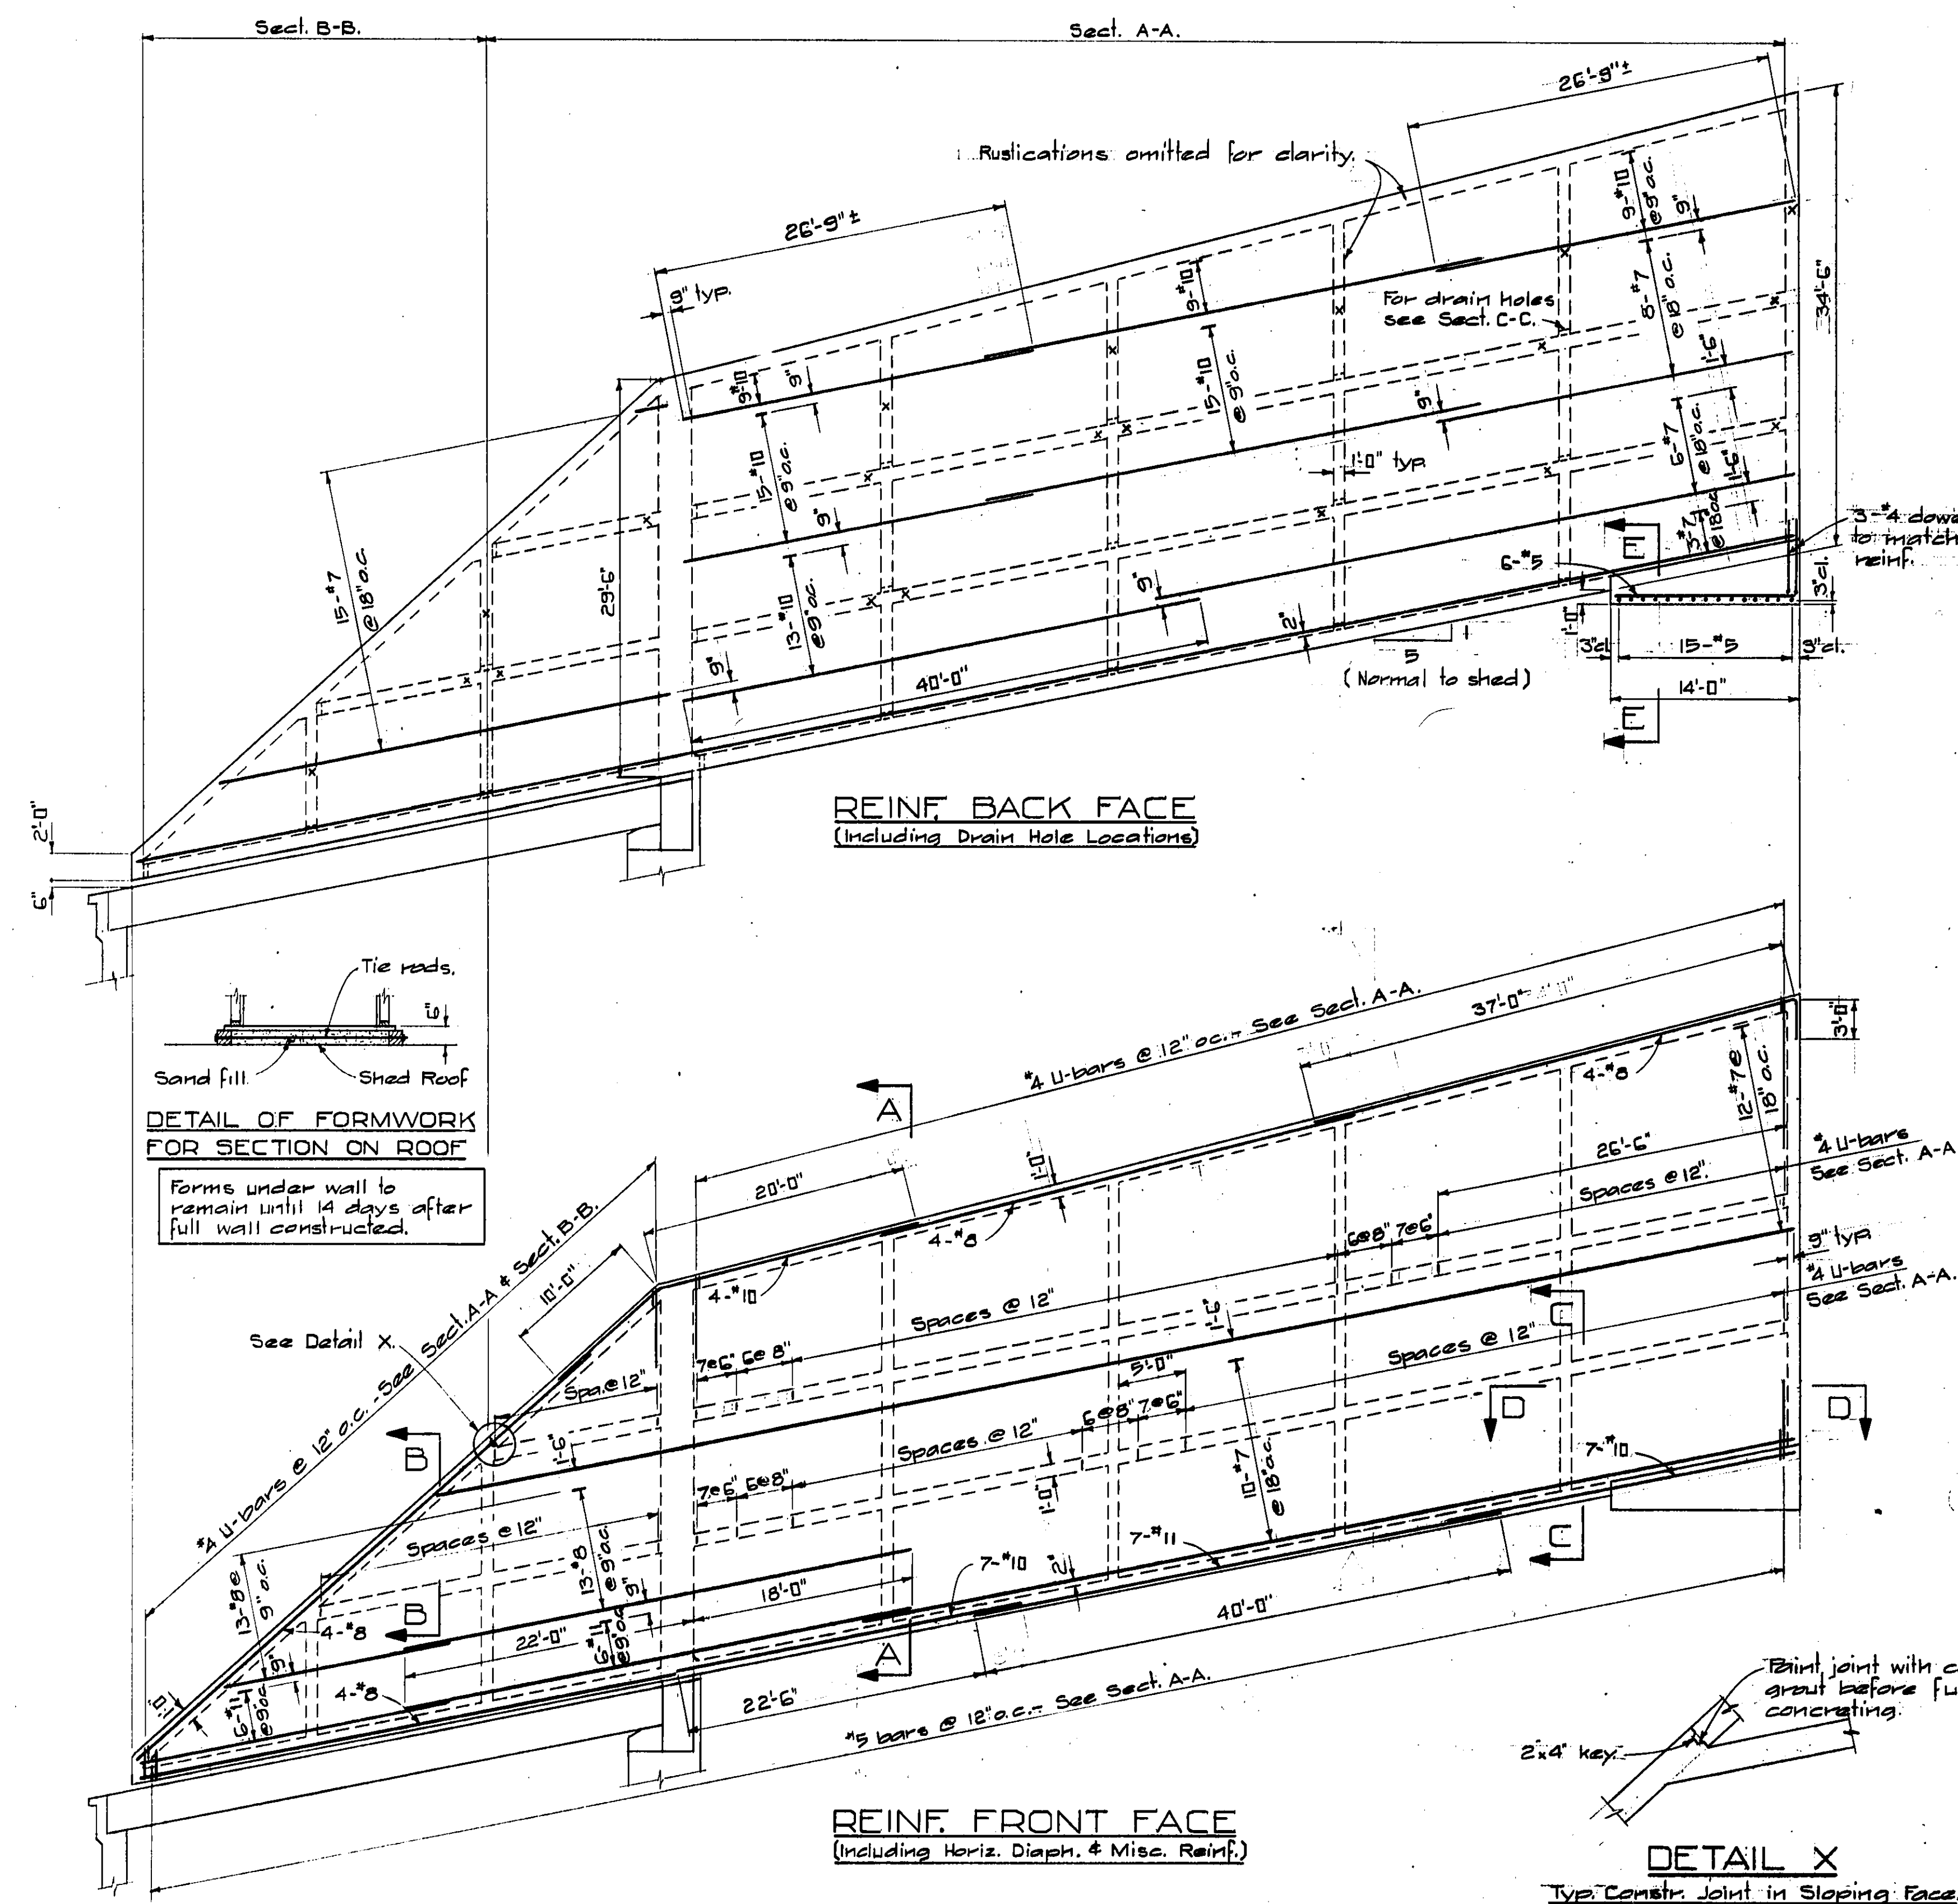 Sect. B-B.
Sect. A-A.
26'-9"±
Rustications omitted for clarity.
26'-9"±
9" typ.
9-#10
@9"o.c.
9"
9-#10
For drain holes
see Sect. C-C.
8-#7
@18" o.c.
34'-6"
9-#10
9"
15-#10
@9"o.c.
1'-6"
9"
15-#10
@9"o.c.
9"
1'-0" typ.
6-#7
@18"o.c.
1'-6"
3-#7
@18"o.c.
15-#7
@18"o.c.
29'-6"
13-#10
@9"o.c.
9"
E
6-#5
to match
reinf.
3"cl.
1'-0"
2"
1
5
(Normal to shed)
3"cl
15-#5
9"cl.
14'-0"
E
9"
40'-0"
2'-0"
6"
REINF. BACK FACE
(Including Drain Hole Locations)
Tie rods.
6"
Sand fill.
Shed Roof
DETAIL OF FORMWORK
FOR SECTION ON ROOF
Forms under wall to
remain until 14 days after
full wall constructed.
#4 U-bars @ 12" o.c. - See Sect. A-A.
37'-0"
3'-0"
A
4-#8
12-#7@
18"o.c.
20'-0"
1'-0"
26'-6"
#4 U-bars
See Sect. A-A
Spaces @ 12".
4-#8
6@8" 7@6"
9" typ.
#4 U-bars
See Sect. A-A.
#4 U-bars @ 12" o.c. - See Sect. A-A & Sect. B-B.
10'-0"
4-#10
Spaces @ 12"
1'-6"
C
See Detail X.
Spa.@12"
7@6" 6@8"
5'-0"
Spaces @ 12"
B
1'-6"
6@8" 7@6"
D
D
Spaces @ 12"
7@6" 6@8"
1'-0"
10-#7
@18"o.c.
7-#10
Spaces @ 12"
13-#8
@9"o.c.
9"
13-#8@
9" o.c.
B
18'-0"
7-#10
2"
7-#11
C
4-#8
22'-0"
6-#11
@9"o.c.
40'-0"
9"
1'-0"
6-#11
@9"o.c.
4-#8
A
22'-6"
#5 bars @ 12"o.c. - See Sect. A-A.
Paint joint with
grout before
concreting.
2"x4" key.
REINF. FRONT FACE
(Including Horiz. Diaph. & Misc. Reinf.)
DETAIL X
Typ. Constr. Joint in Sloping Face